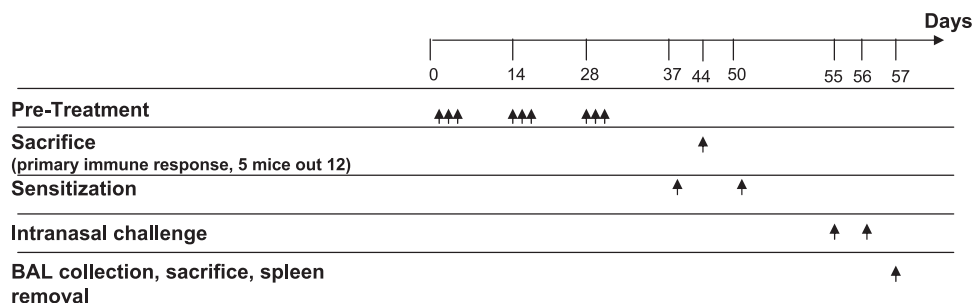 Days
0 14 28 37 44 50 55 56 57
Pre-Treatment
Sacrifice
(primary immune response, 5 mice out 12)
Sensitization
Intranasal challenge
BAL collection, sacrifice, spleen
removal